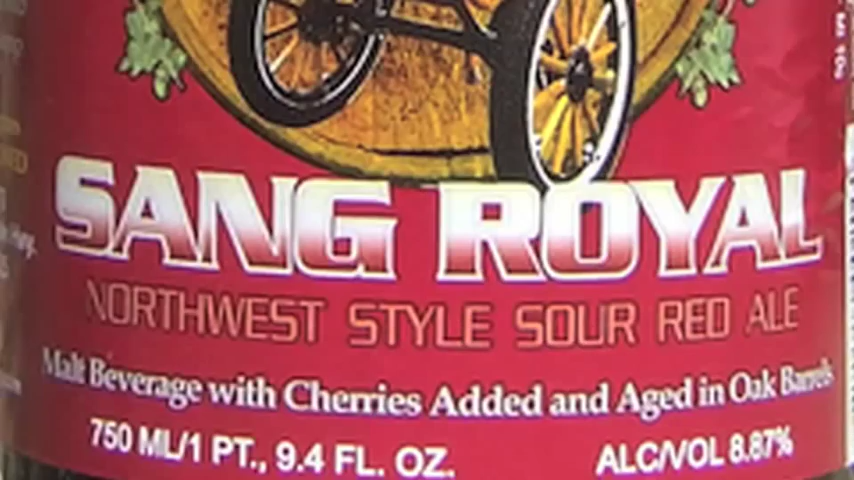 SANG ROYAL
NORTHWEST STYLE SOUR RED ALE
Malt Beverage with Cherries Added and Aged in Oak Barrels
750 ML/1 PT., 9.4 FL. OZ.
ALC/VOL 8.87%